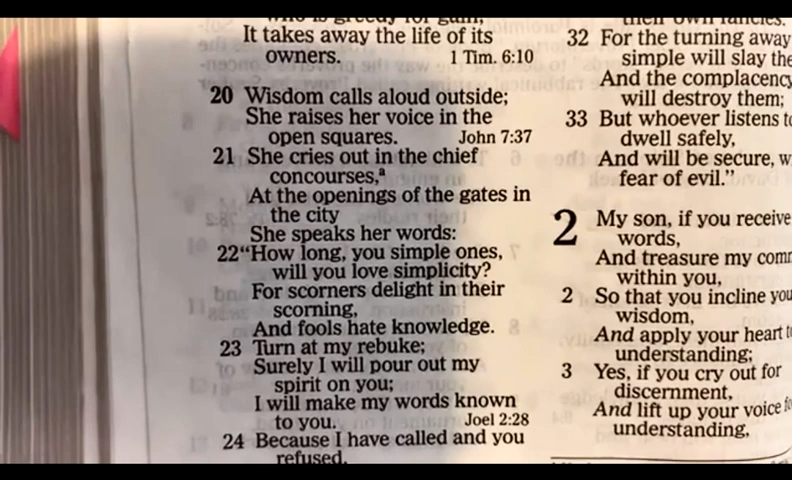 who is greedy for gain;
It takes away the life of its
owners. 1 Tim. 6:10
20 Wisdom calls aloud outside;
She raises her voice in the
open squares. John 7:37
21 She cries out in the chief
concourses,a
At the openings of the gates in
the city
She speaks her words:
22 “How long, you simple ones,
will you love simplicity?
For scorners delight in their
scorning,
And fools hate knowledge.
23 Turn at my rebuke;
Surely I will pour out my
spirit on you;
I will make my words known
to you. Joel 2:28
24 Because I have called and you
refused,
their own fancies.
32 For the turning away
simple will slay the
And the complacency
will destroy them;
33 But whoever listens
dwell safely,
And will be secure,
fear of evil.”
2 My son, if you receive
words,
And treasure my
within you,
2 So that you incline
wisdom,
And apply your heart
understanding;
3 Yes, if you cry out for
discernment,
And lift up your voice
understanding,